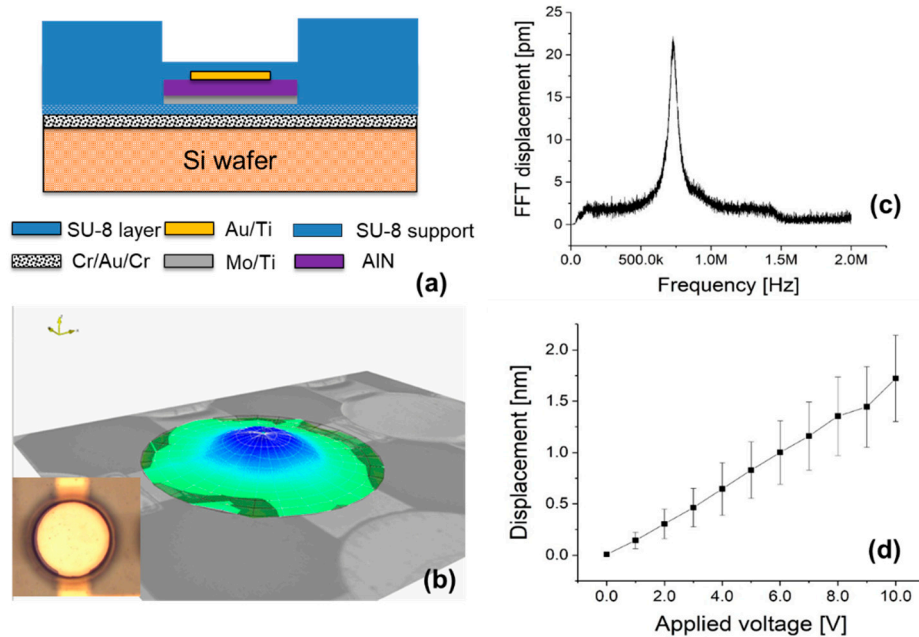 Si wafer
SU-8 layer Au/Ti SU-8 support
Cr/Au/Cr Mo/Ti AlN
(a)
(b)
FFT displacement [pm]
25
20
15
10
5
0
0.0 500.0k 1.0M 1.5M 2.0M
Frequency [Hz]
(c)
Displacement [nm]
2.0
1.5
1.0
0.5
0.0
0.0 2.0 4.0 6.0 8.0 10.0
Applied voltage [V]
(d)